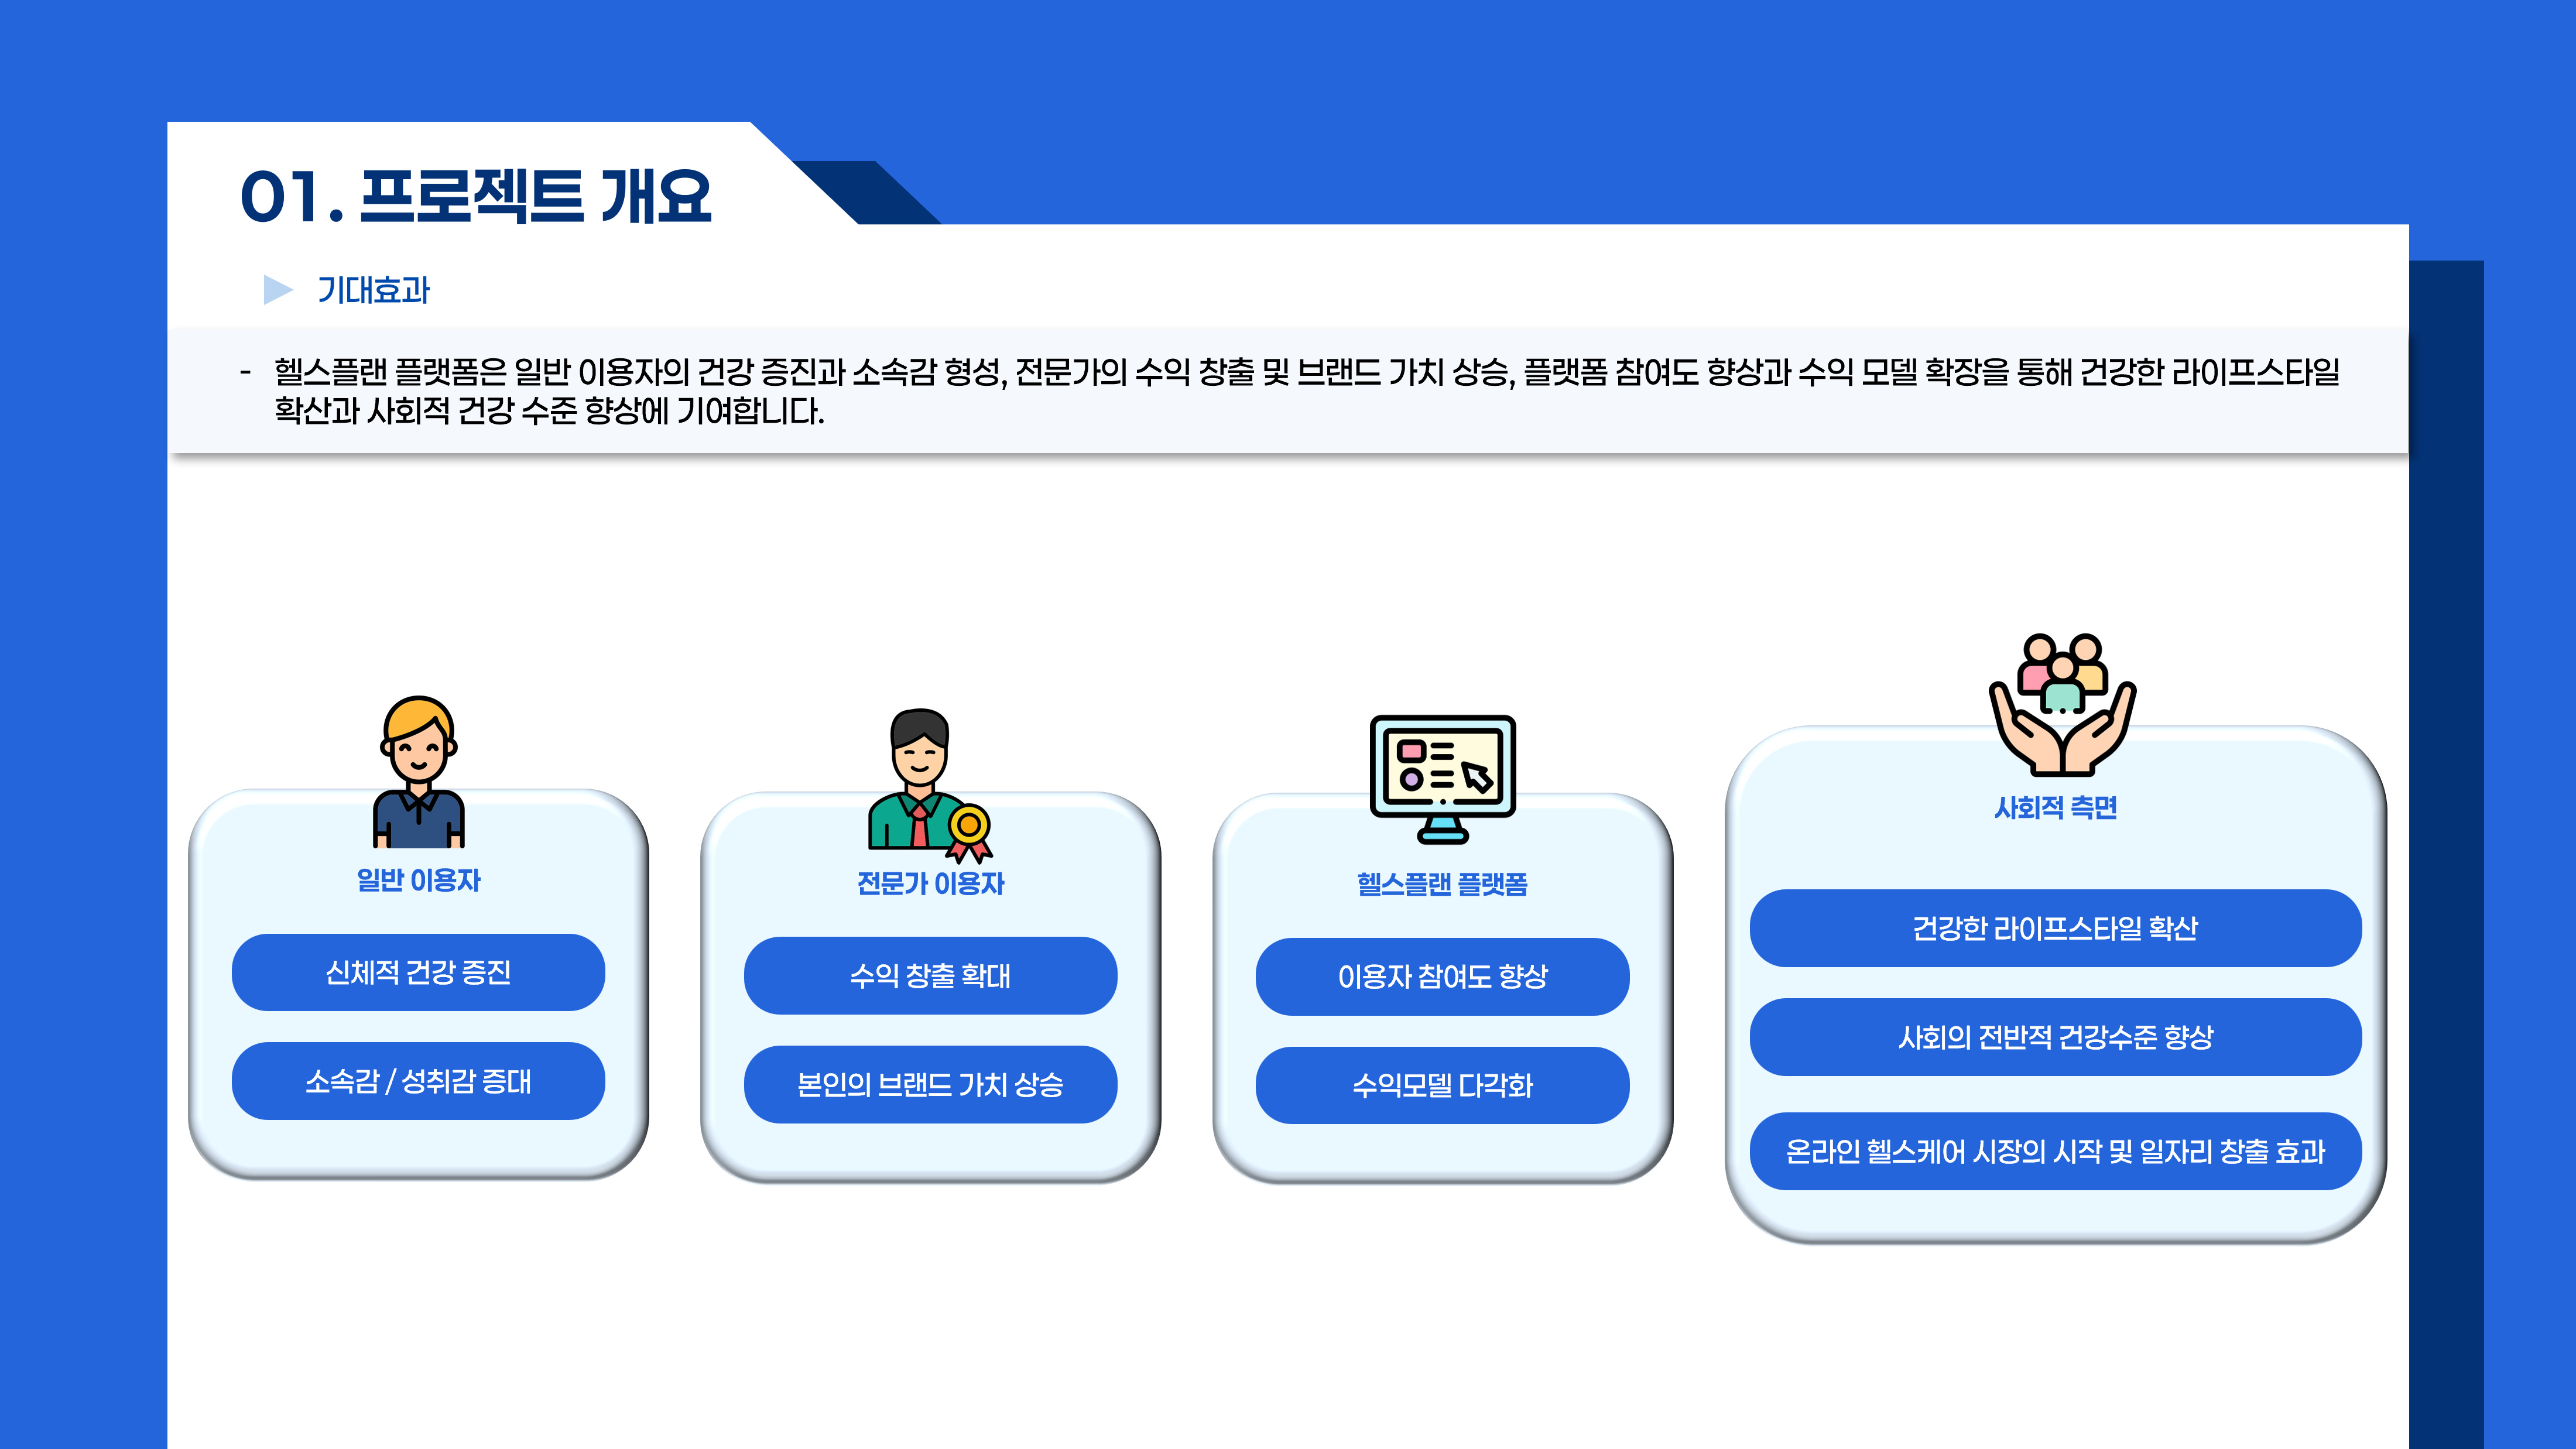 01. 프로젝트 개요
기대효과
- 헬스플랜 플랫폼은 일반 이용자의 건강 증진과 소속감 형성, 전문가의 수익 창출 및 브랜드 가치 상승, 플랫폼 참여도 향상과 수익 모델 확장을 통해 건강한 라이프스타일
확산과 사회적 건강 수준 향상에 기여합니다.
일반 이용자
신체적 건강 증진
소속감 / 성취감 증대
전문가 이용자
수익 창출 확대
본인의 브랜드 가치 상승
헬스플랜 플랫폼
이용자 참여도 향상
수익모델 다각화
사회적 측면
건강한 라이프스타일 확산
사회의 전반적 건강수준 향상
온라인 헬스케어 시장의 시작 및 일자리 창출 효과